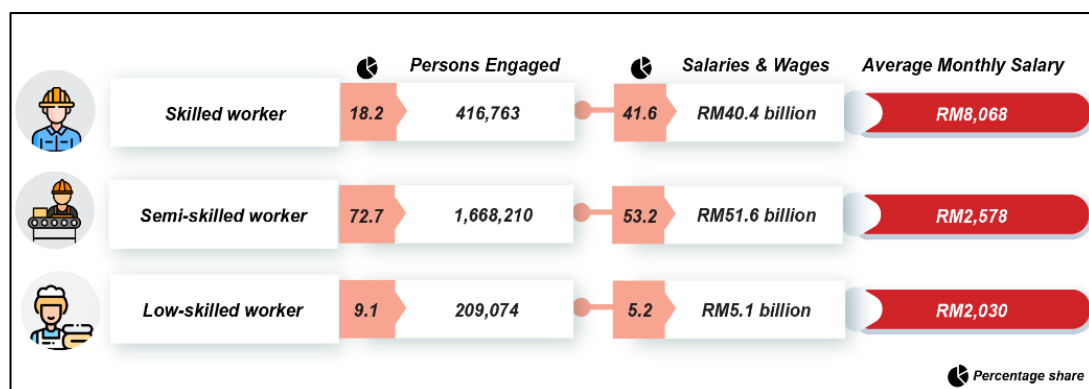 Persons Engaged Salaries & Wages Average Monthly Salary
Skilled worker 18.2 416,763 41.6 RM40.4 billion RM8,068
Semi-skilled worker 72.7 1,668,210 53.2 RM51.6 billion RM2,578
Low-skilled worker 9.1 209,074 5.2 RM5.1 billion RM2,030
Percentage share